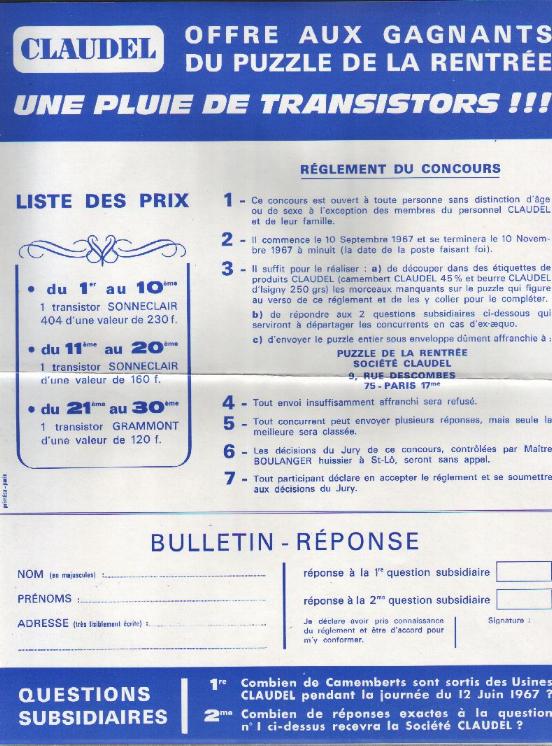 CLAUDEL
OFFRE AUX GAGNANTS
DU PUZZLE DE LA RENTRÉE
UNE PLUIE DE TRANSISTORS !!!
LISTE DES PRIX
• du 1er au 10ème
1 transistor SONNECLAIR
404 d'une valeur de 230 f.
• du 11ème au 20ème
1 transistor SONNECLAIR
d'une valeur de 160 f.
• du 21ème au 30ème
1 transistor GRAMMONT
d'une valeur de 120 f.
RÉGLEMENT DU CONCOURS
1 - Ce concours est ouvert à toute personne sans distinction d'âge
ou de sexe à l'exception des membres du personnel CLAUDEL
et de leur famille.
2 - Il commence le 10 Septembre 1967 et se terminera le 10 Novem-
bre 1967 à minuit (la date de la poste faisant foi).
3 - Il suffit pour le réaliser : a) de découper dans des étiquettes de
produits CLAUDEL (camembert CLAUDEL 45 % et beurre CLAUDEL
d'Isigny 250 grs) les morceaux manquants sur le puzzle qui figure
au verso de ce réglement et de les y coller pour le compléter.
b) de répondre aux 2 questions subsidiaires ci-dessous qui
serviront à départager les concurrents en cas d'ex-æquo.
c) d'envoyer le puzzle entier sous enveloppe dûment affranchie à :
PUZZLE DE LA RENTRÉE
SOCIÉTÉ CLAUDEL
9, RUE DESCOMBES
75 - PARIS 17me
4 - Tout envoi insuffisamment affranchi sera refusé.
5 - Tout concurrent peut envoyer plusieurs réponses, mais seule la
meilleure sera classée.
6 - Les décisions du Jury de ce concours, contrôlées par Maître
BOULANGER huissier à St-Lô, seront sans appel.
7 - Tout participant déclare en accepter le réglement et se soumettre
aux décisions du Jury.
BULLETIN - RÉPONSE
NOM (en majuscules) :
PRÉNOMS :
ADRESSE (très lisiblement écrite) :
réponse à la 1re question subsidiaire
réponse à la 2me question subsidiaire
Je déclare avoir pris connaissance
du réglement et être d'accord pour
m'y conformer.
Signature :
QUESTIONS
SUBSIDIAIRES
1re Combien de Camemberts sont sortis des Usines
CLAUDEL pendant la journée du 12 Juin 1967 ?
2me Combien de réponses exactes à la question
n° 1 ci-dessus recevra la Société CLAUDEL ?